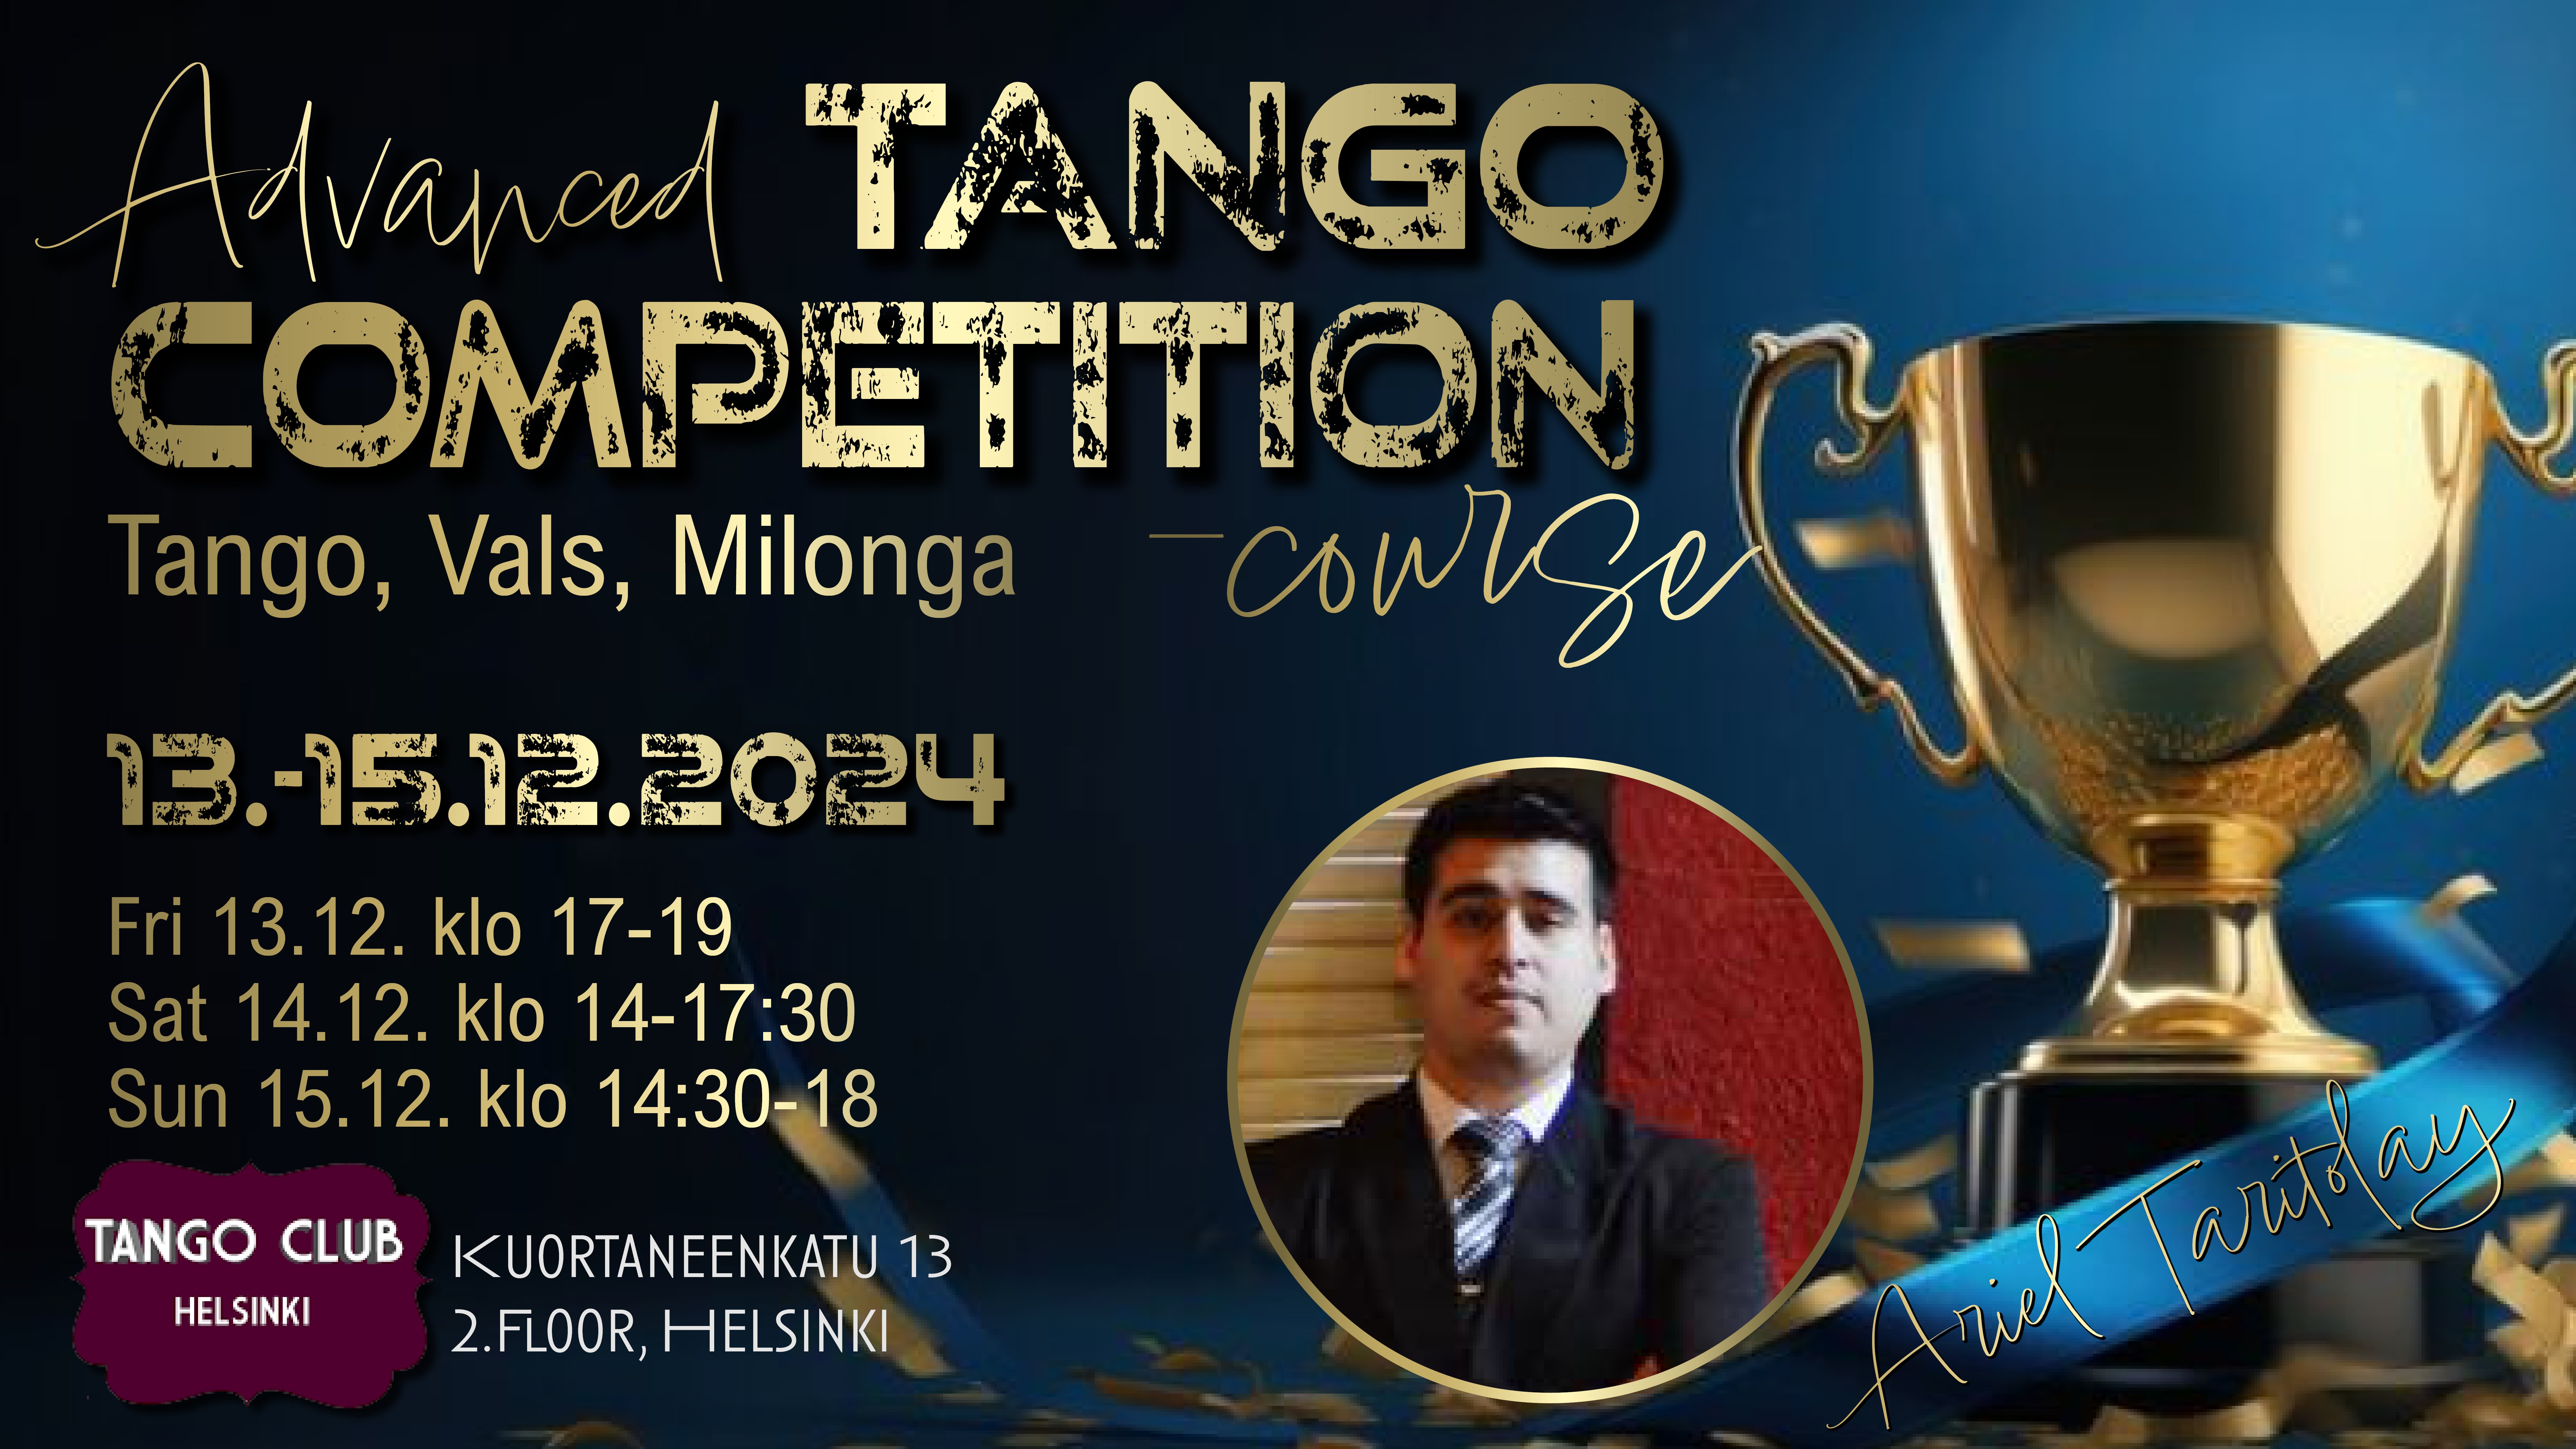 Advanced TANGO
COMPETITION
Tango, Vals, Milonga -course
13.-15.12.2024
Fri 13.12. klo 17-19
Sat 14.12. klo 14-17:30
Sun 15.12. klo 14:30-18
TANGO CLUB
HELSINKI
KUORTANEENKATU 13
2.FLOOR, HELSINKI
Ariel Taritolay